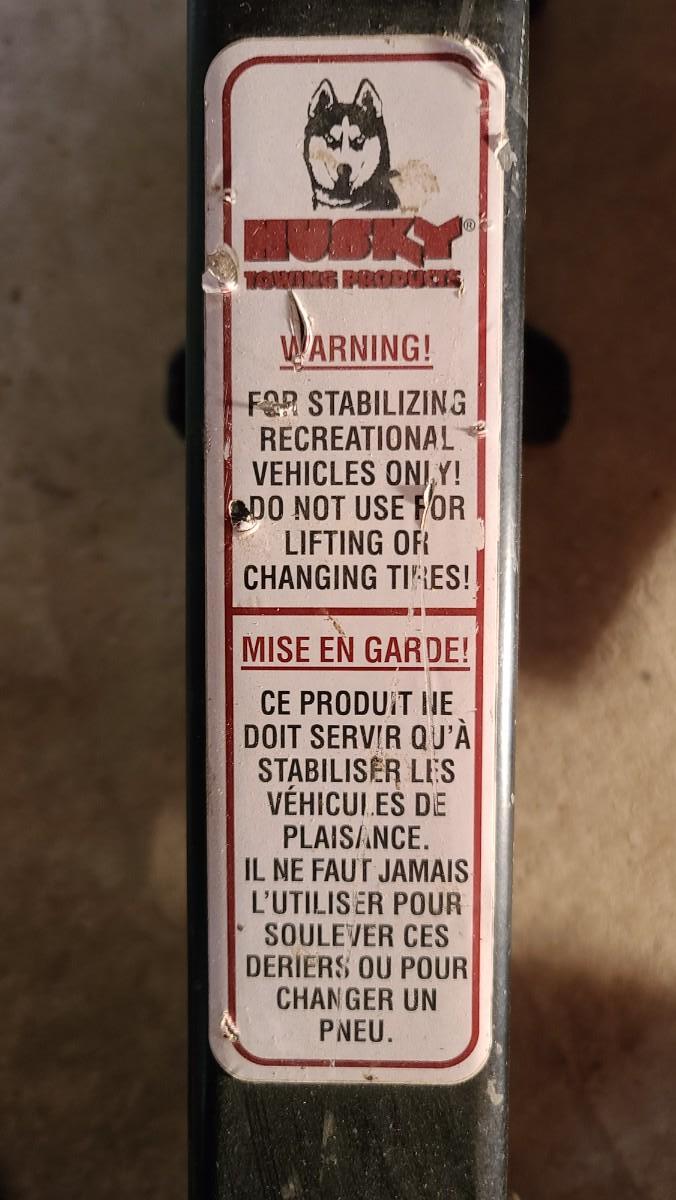 HUSKY®
TOWING PRODUCTS
WARNING!
FOR STABILIZING
RECREATIONAL
VEHICLES ONLY!
DO NOT USE FOR
LIFTING OR
CHANGING TIRES!
MISE EN GARDE!
CE PRODUIT NE
DOIT SERVIR QU'À
STABILISER LES
VÉHICULES DE
PLAISANCE.
IL NE FAUT JAMAIS
L'UTILISER POUR
SOULEVER CES
DERIERS OU POUR
CHANGER UN
PNEU.